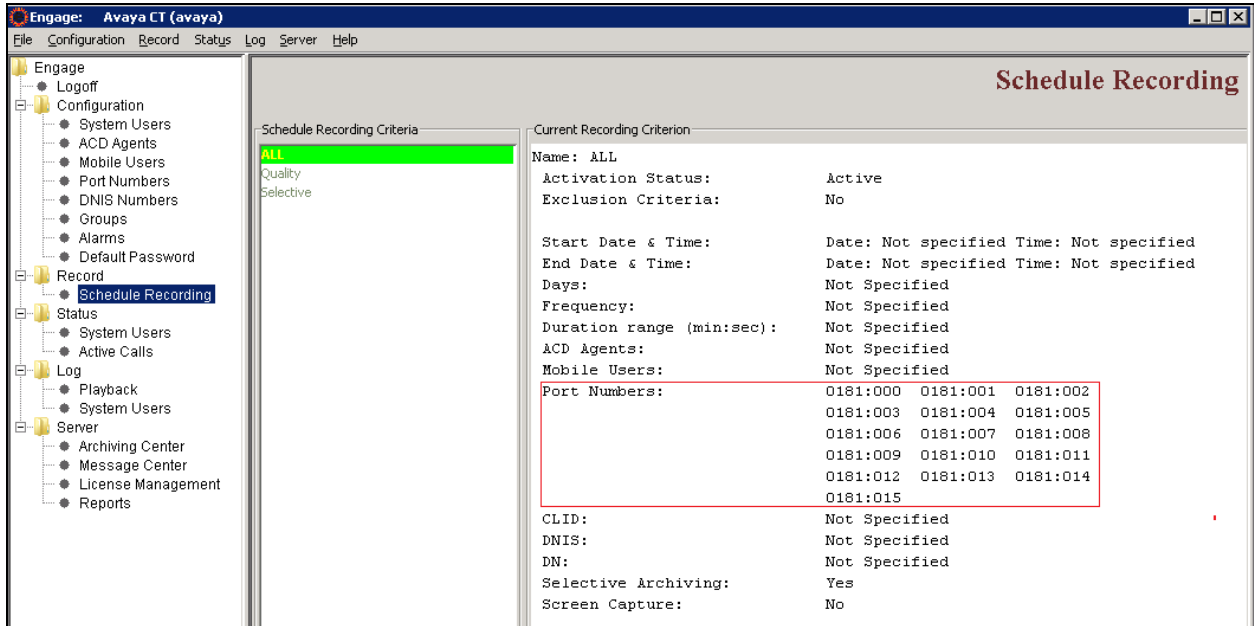 Engage: Avaya CT (avaya)
File Configuration Record Status Log Server Help
Engage
Logoff
Configuration
System Users
ACD Agents
Mobile Users
Port Numbers
DNIS Numbers
Groups
Alarms
Default Password
Record
Schedule Recording
Status
System Users
Active Calls
Log
Playback
System Users
Server
Archiving Center
Message Center
License Management
Reports
Schedule Recording
Schedule Recording Criteria
ALL
Quality
Selective
Current Recording Criterion
Name: ALL
Activation Status: Active
Exclusion Criteria: No
Start Date & Time: Date: Not specified Time: Not specified
End Date & Time: Date: Not specified Time: Not specified
Days: Not Specified
Frequency: Not Specified
Duration range (min:sec): Not Specified
ACD Agents: Not Specified
Mobile Users: Not Specified
Port Numbers: 0181:000 0181:001 0181:002
0181:003 0181:004 0181:005
0181:006 0181:007 0181:008
0181:009 0181:010 0181:011
0181:012 0181:013 0181:014
0181:015
CLID: Not Specified
DNIS: Not Specified
DN: Not Specified
Selective Archiving: Yes
Screen Capture: No